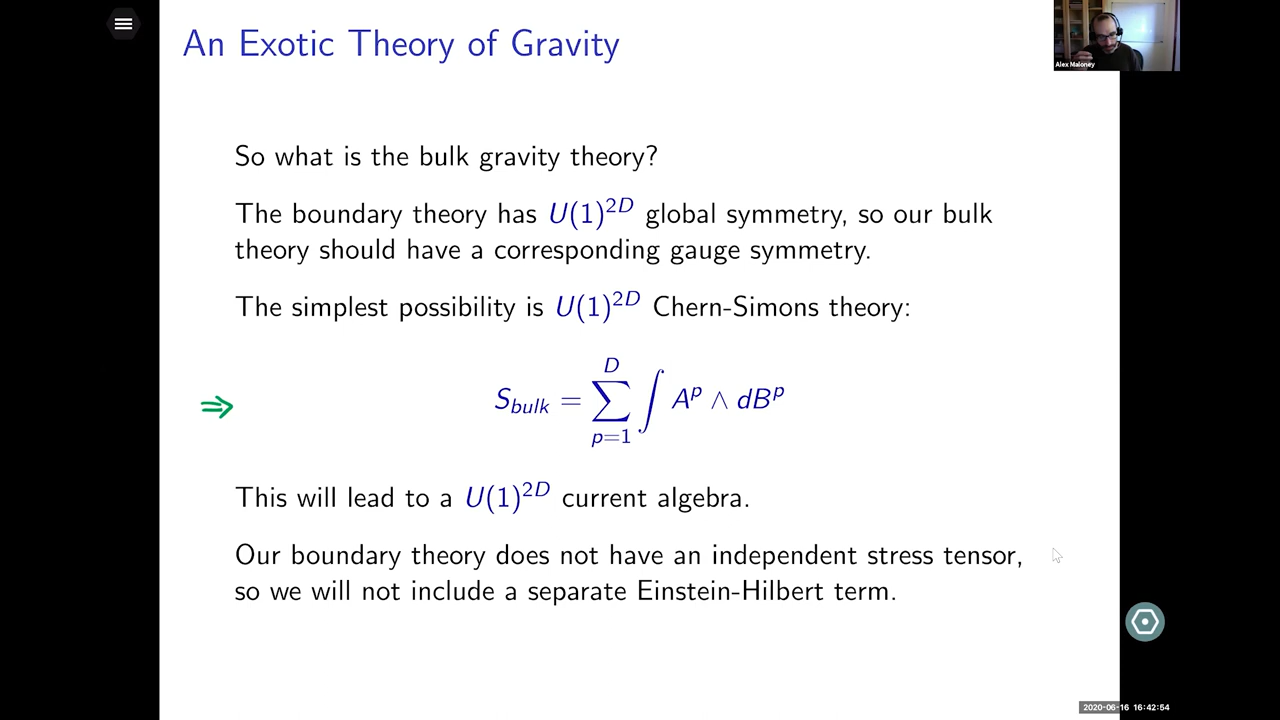 An Exotic Theory of Gravity
Alex Maloney
So what is the bulk gravity theory?
The boundary theory has U(1)^{2D} global symmetry, so our bulk
theory should have a corresponding gauge symmetry.
The simplest possibility is U(1)^{2D} Chern-Simons theory:
⇒ S_{bulk} = \sum_{p=1}^{D} \int A^p ∧ dB^p
This will lead to a U(1)^{2D} current algebra.
Our boundary theory does not have an independent stress tensor,
so we will not include a separate Einstein-Hilbert term.
2020-06-16 16:42:54